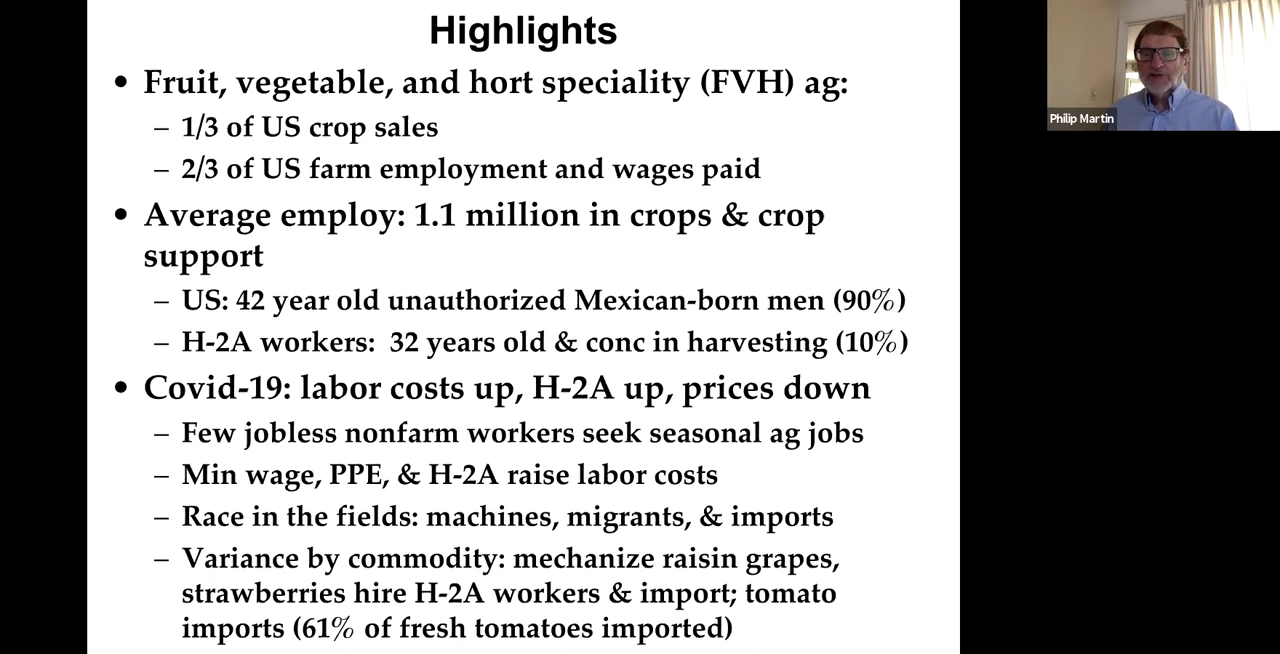 Highlights
• Fruit, vegetable, and hort speciality (FVH) ag:
– 1/3 of US crop sales
– 2/3 of US farm employment and wages paid
• Average employ: 1.1 million in crops & crop
support
– US: 42 year old unauthorized Mexican-born men (90%)
– H-2A workers:  32 years old & conc in harvesting (10%)
• Covid-19: labor costs up, H-2A up, prices down
– Few jobless nonfarm workers seek seasonal ag jobs
– Min wage, PPE, & H-2A raise labor costs
– Race in the fields: machines, migrants, & imports
– Variance by commodity: mechanize raisin grapes,
strawberries hire H-2A workers & import; tomato
imports (61% of fresh tomatoes imported)
Philip Martin